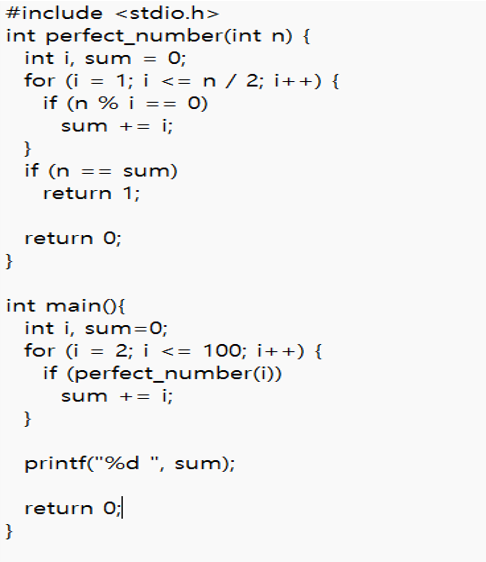 #include <stdio.h>
int perfect_number(int n) {
  int i, sum = 0;
  for (i = 1; i <= n / 2; i++) {
    if (n % i == 0)
      sum += i;
  }
  if (n == sum)
    return 1;

  return 0;
}

int main(){
  int i, sum=0;
  for (i = 2; i <= 100; i++) {
    if (perfect_number(i))
      sum += i;
  }

  printf("%d ", sum);

  return 0;
}